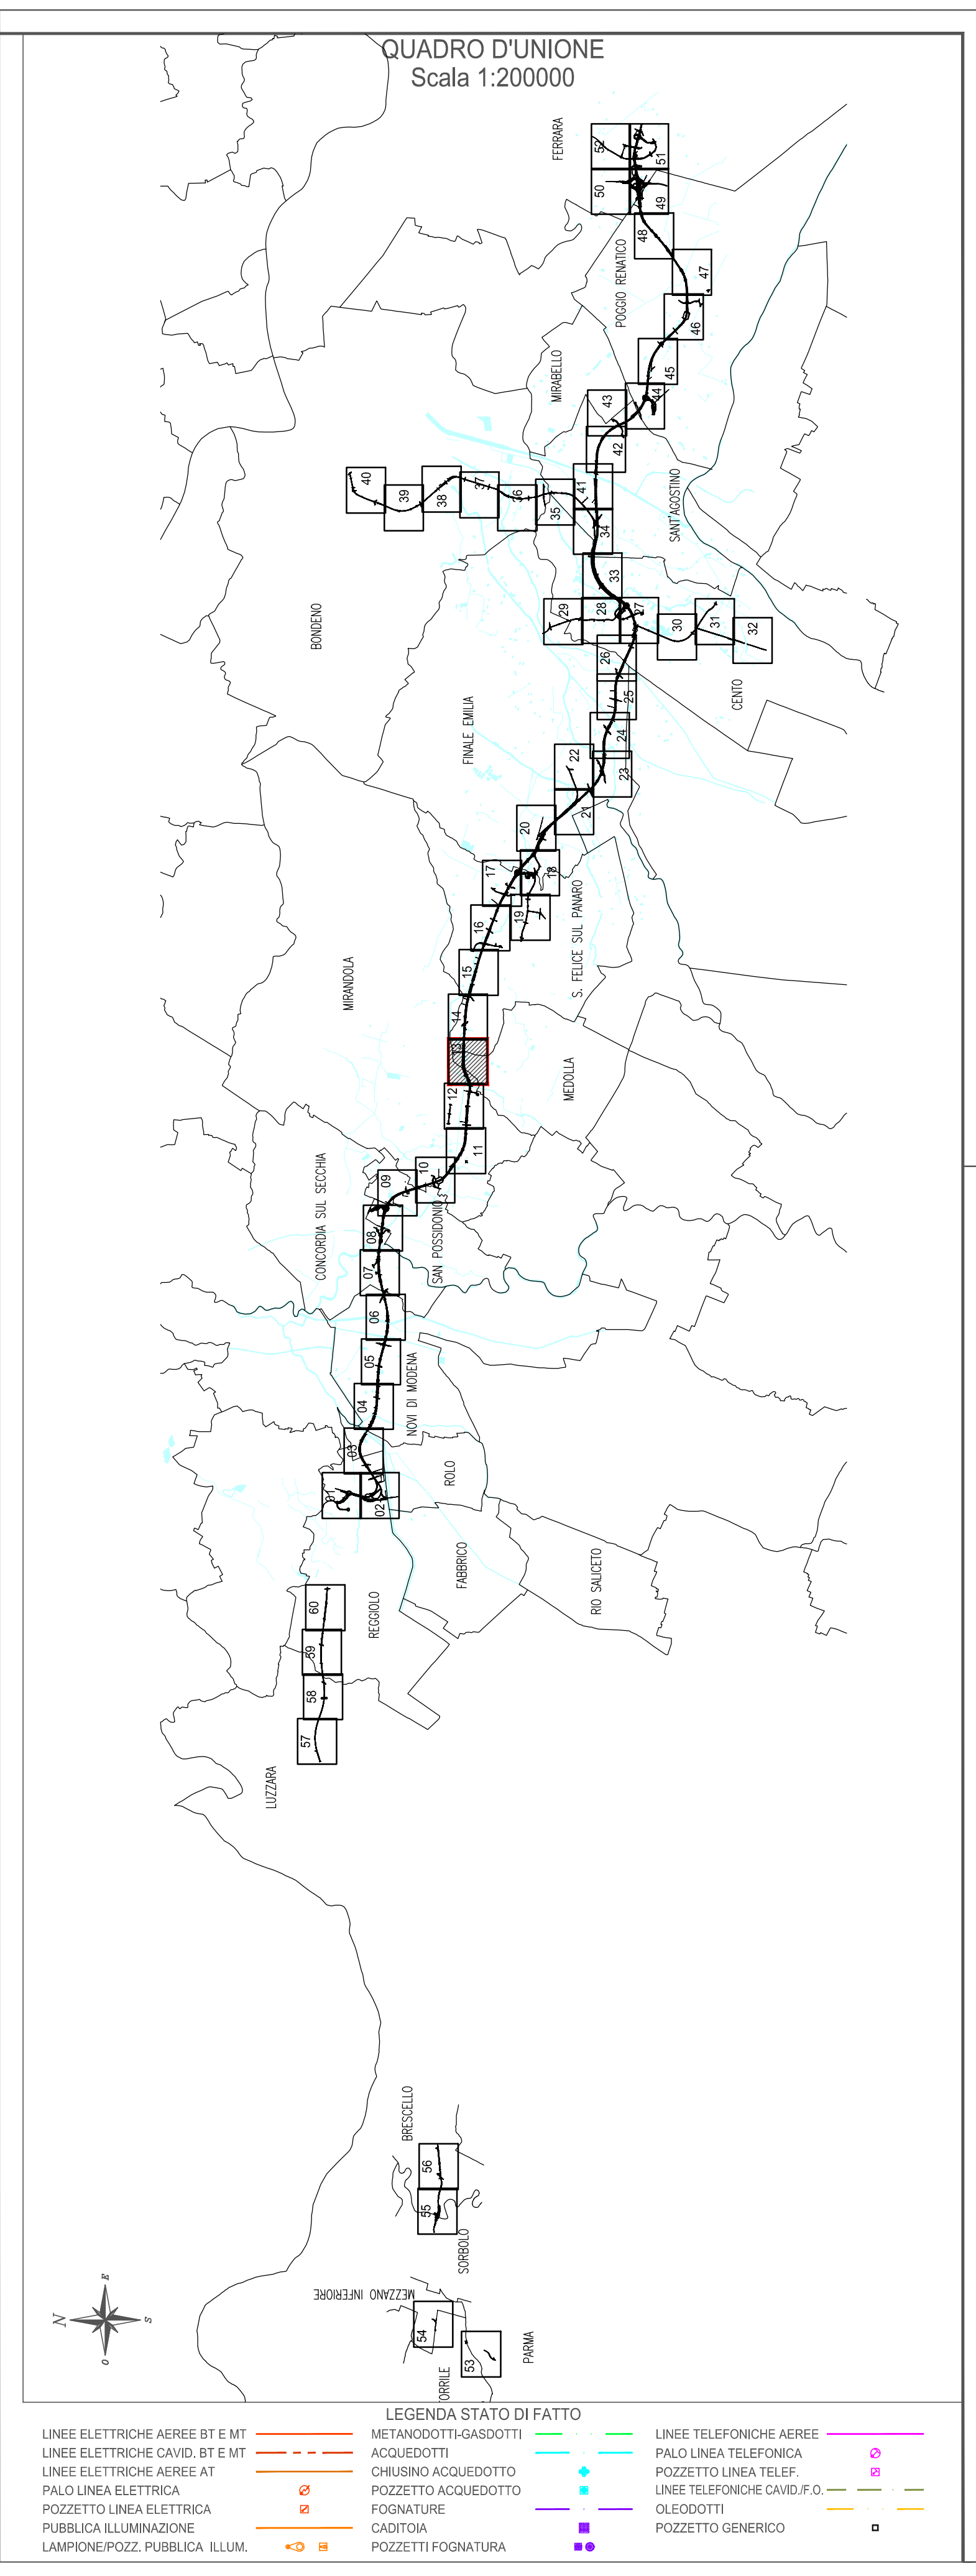 QUADRO D'UNIONE
Scala 1:200000
FERRARA
52
51
50
49
48
POGGIO RENATICO
47
46
MIRABELLO
45
44
43
42
40
39
38
37
36
35
41
34
SANT'AGOSTINO
33
BONDENO
29
28
27
30
31
32
26
25
CENTO
FINALE EMILIA
24
22
23
21
20
17
18
19
S. FELICE SUL PANARO
16
MIRANDOLA
15
14
13
MEDOLLA
12
11
10
09
CONCORDIA SUL SECCHIA
SAN POSSIDONIO
08
07
06
05
NOVI DI MODENA
04
03
ROLO
01
02
FABBRICO
RIO SALICETO
REGGIOLO
60
59
58
57
LUZZARA
BRESCELLO
56
55
SORBOLO
MEZZANO INFERIORE
54
53
PARMA
TORRILE
N
E
S
O
LEGENDA STATO DI FATTO
LINEE ELETTRICHE AEREE BT E MT
LINEE ELETTRICHE CAVID. BT E MT
LINEE ELETTRICHE AEREE AT
PALO LINEA ELETTRICA
POZZETTO LINEA ELETTRICA
PUBBLICA ILLUMINAZIONE
LAMPIONE/POZZ. PUBBLICA ILLUM.
METANODOTTI-GASDOTTI
ACQUEDOTTI
CHIUSINO ACQUEDOTTO
POZZETTO ACQUEDOTTO
FOGNATURE
CADITOIA
POZZETTI FOGNATURA
LINEE TELEFONICHE AEREE
PALO LINEA TELEFONICA
POZZETTO LINEA TELEF.
LINEE TELEFONICHE CAVID./F.O.
OLEODOTTI
POZZETTO GENERICO